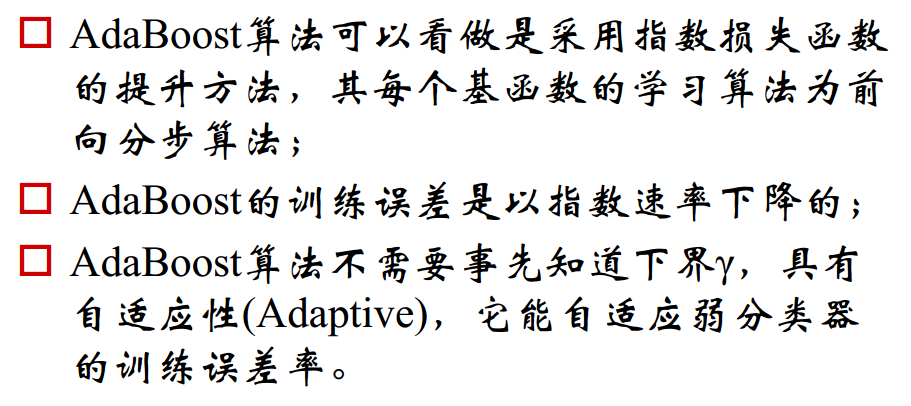 AdaBoost算法可以看做是采用指数损失函数
的提升方法，其每个基函数的学习算法为前
向分步算法；
AdaBoost的训练误差是以指数速率下降的；
AdaBoost算法不需要事先知道下界γ，具有
自适应性(Adaptive)，它能自适应弱分类器
的训练误差率。